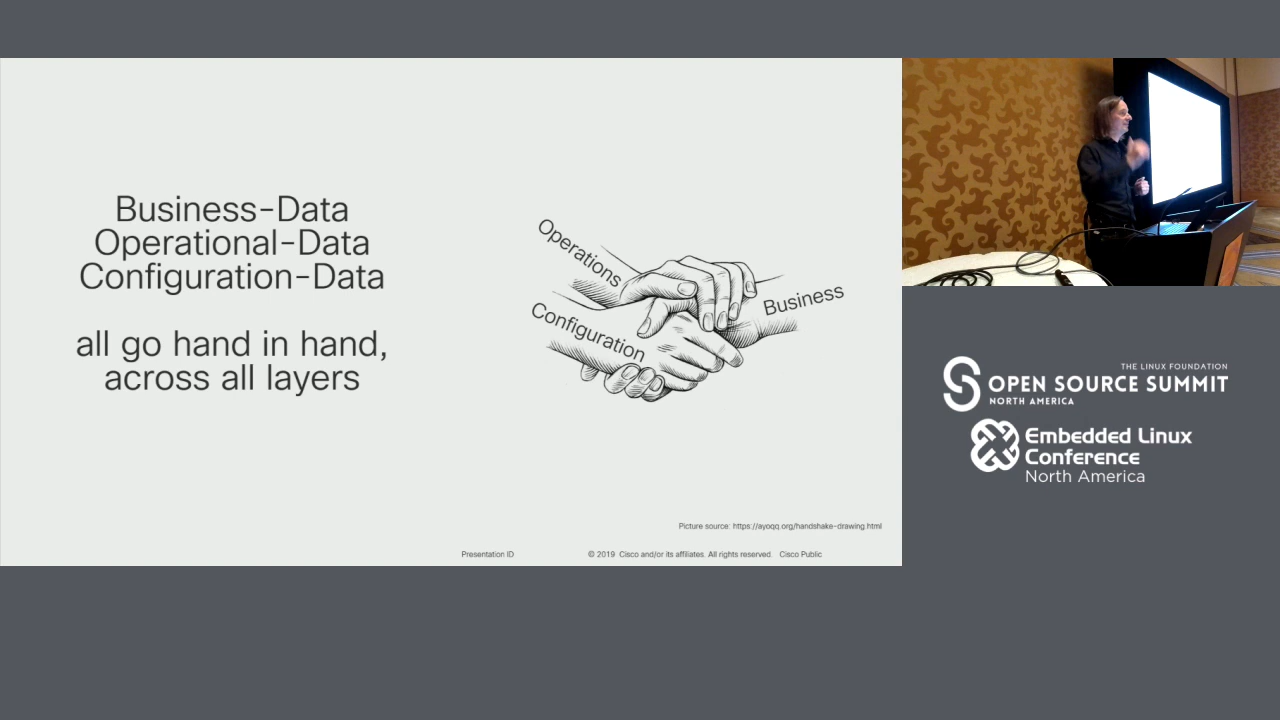 Business-Data
Operational-Data
Configuration-Data
all go hand in hand,
across all layers
Operations
Configuration
Business
Picture source: https://ayoqq.org/handshake-drawing.html
Presentation ID
© 2019 Cisco and/or its affiliates. All rights reserved. Cisco Public
THE LINUX FOUNDATION
OPEN SOURCE SUMMIT
NORTH AMERICA
Embedded Linux
Conference
North America